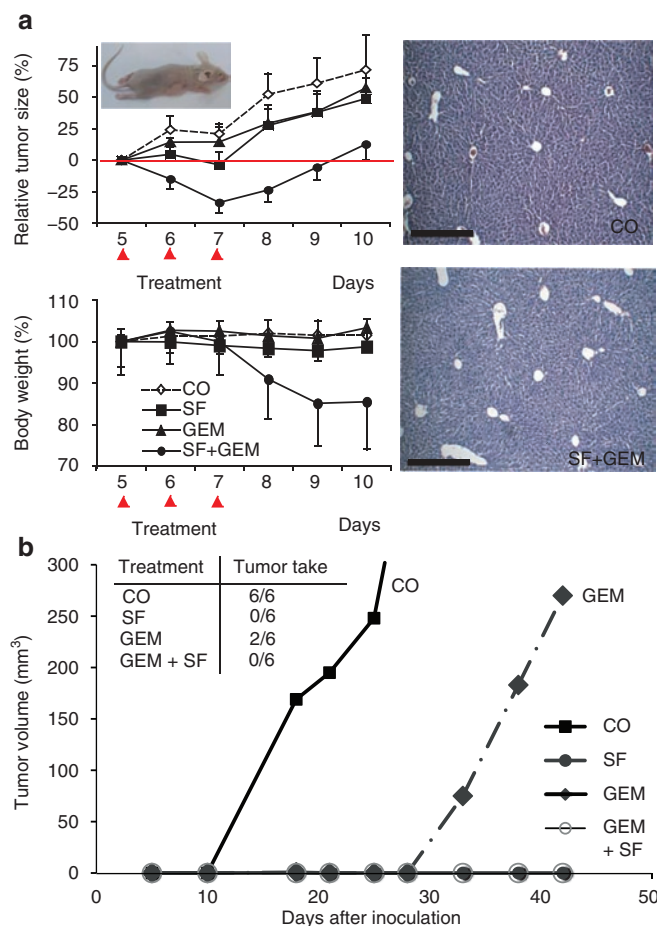 a
Relative tumor size (%)
75
50
25
0
−25
−50
5 6 7 8 9 10
Treatment Days
CO
Body weight (%)
110
100
90
80
70
CO
SF
GEM
SF+GEM
5 6 7 8 9 10
Treatment Days
SF+GEM
b
Tumor volume (mm³)
300
250
200
150
100
50
0
Treatment Tumor take
CO 6/6
SF 0/6
GEM 2/6
GEM + SF 0/6
CO
GEM
CO
SF
GEM
GEM
+ SF
0 10 20 30 40 50
Days after inoculation